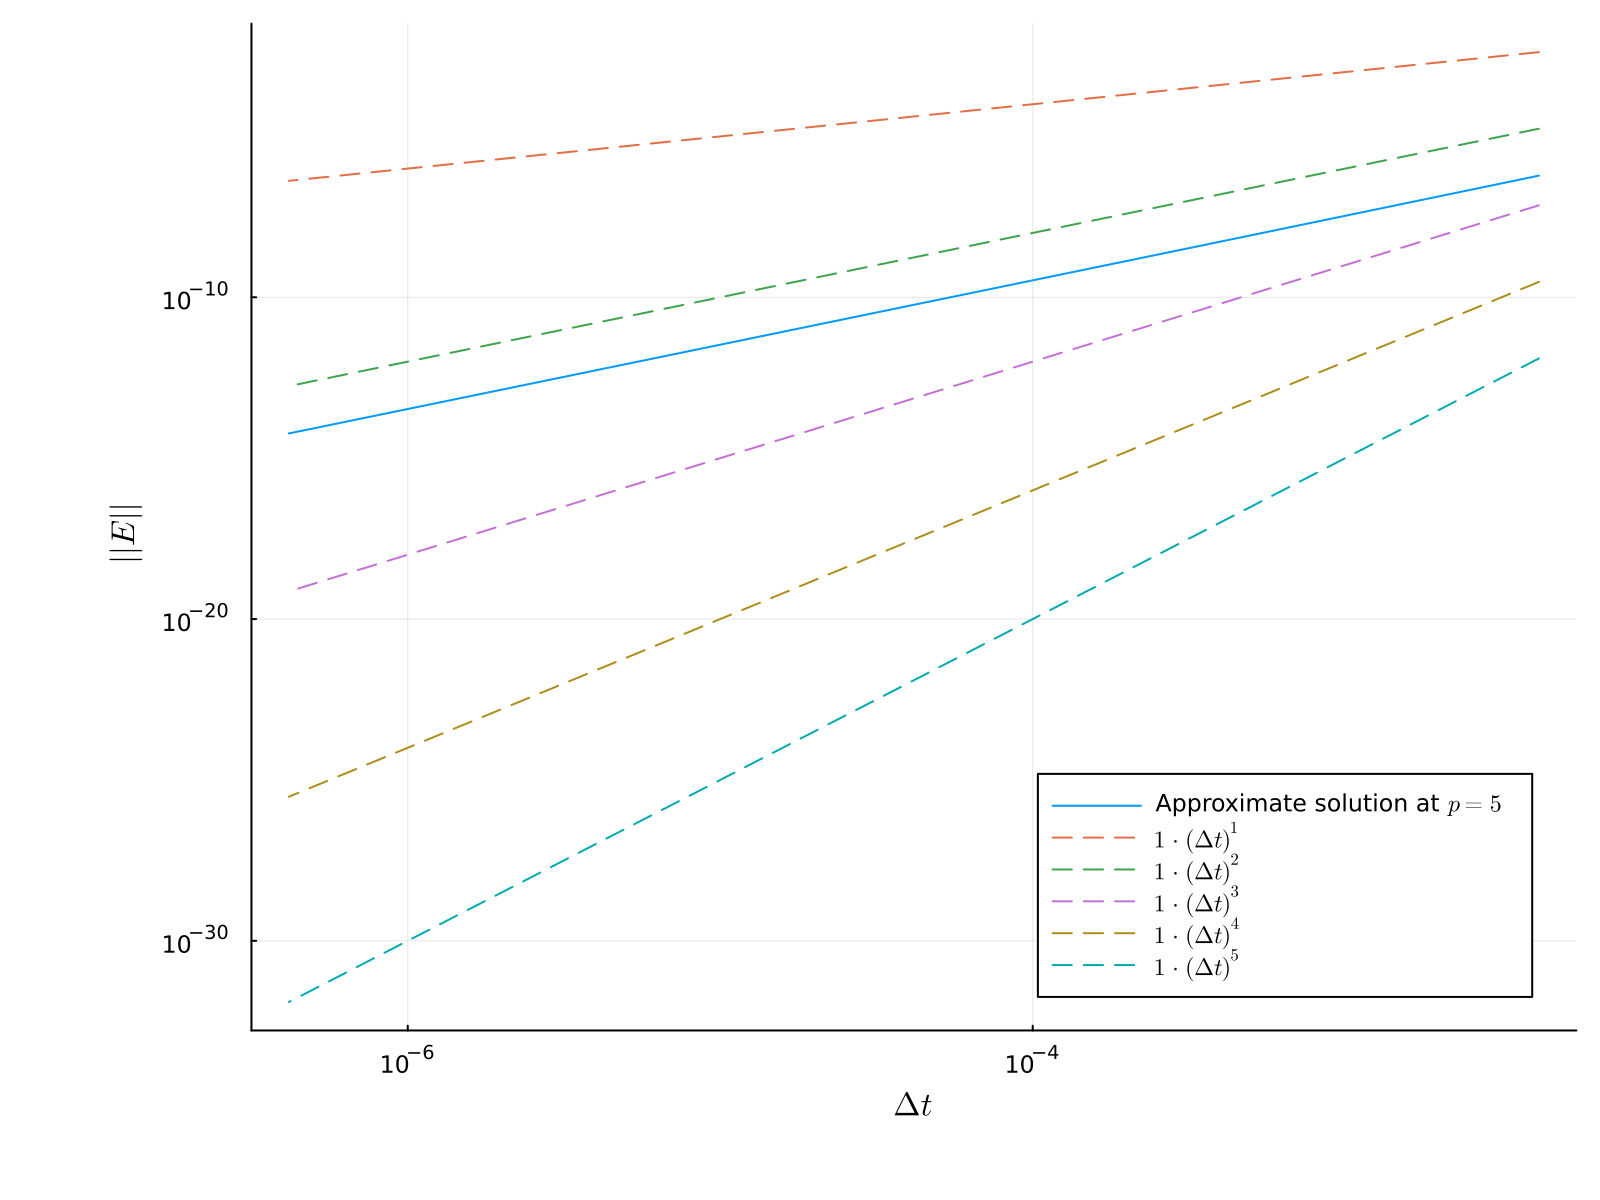 10⁻¹⁰
10⁻²⁰
10⁻³⁰
||E||
10⁻⁶
10⁻⁴
Δt
Approximate solution at p = 5
1 · (Δt)¹
1 · (Δt)²
1 · (Δt)³
1 · (Δt)⁴
1 · (Δt)⁵